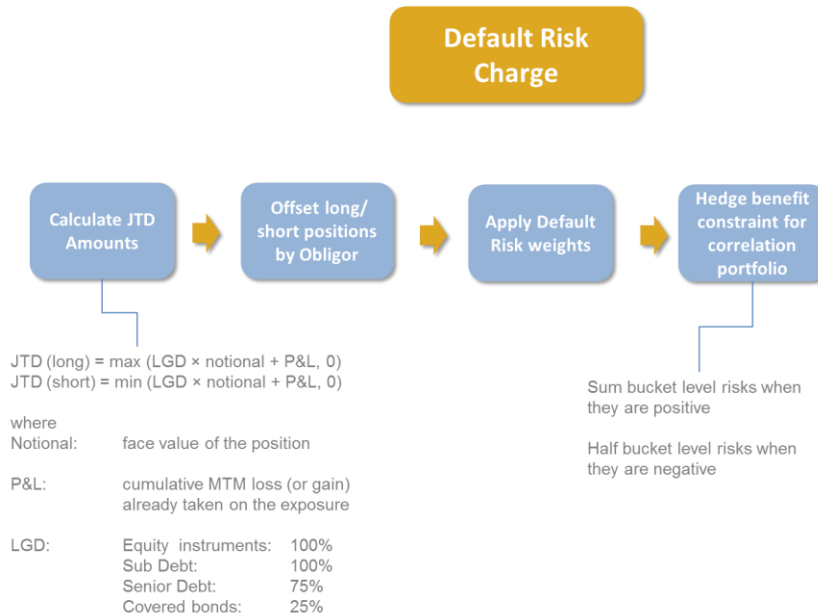 Default Risk
Charge
Calculate JTD
Amounts
Offset long/
short positions
by Obligor
Apply Default
Risk weights
Hedge benefit
constraint for
correlation
portfolio
JTD (long) = max (LGD × notional + P&L, 0)
JTD (short) = min (LGD × notional + P&L, 0)
where
Notional: face value of the position
P&L: cumulative MTM loss (or gain)
already taken on the exposure
LGD: Equity instruments: 100%
Sub Debt: 100%
Senior Debt: 75%
Covered bonds: 25%
Sum bucket level risks when
they are positive
Half bucket level risks when
they are negative